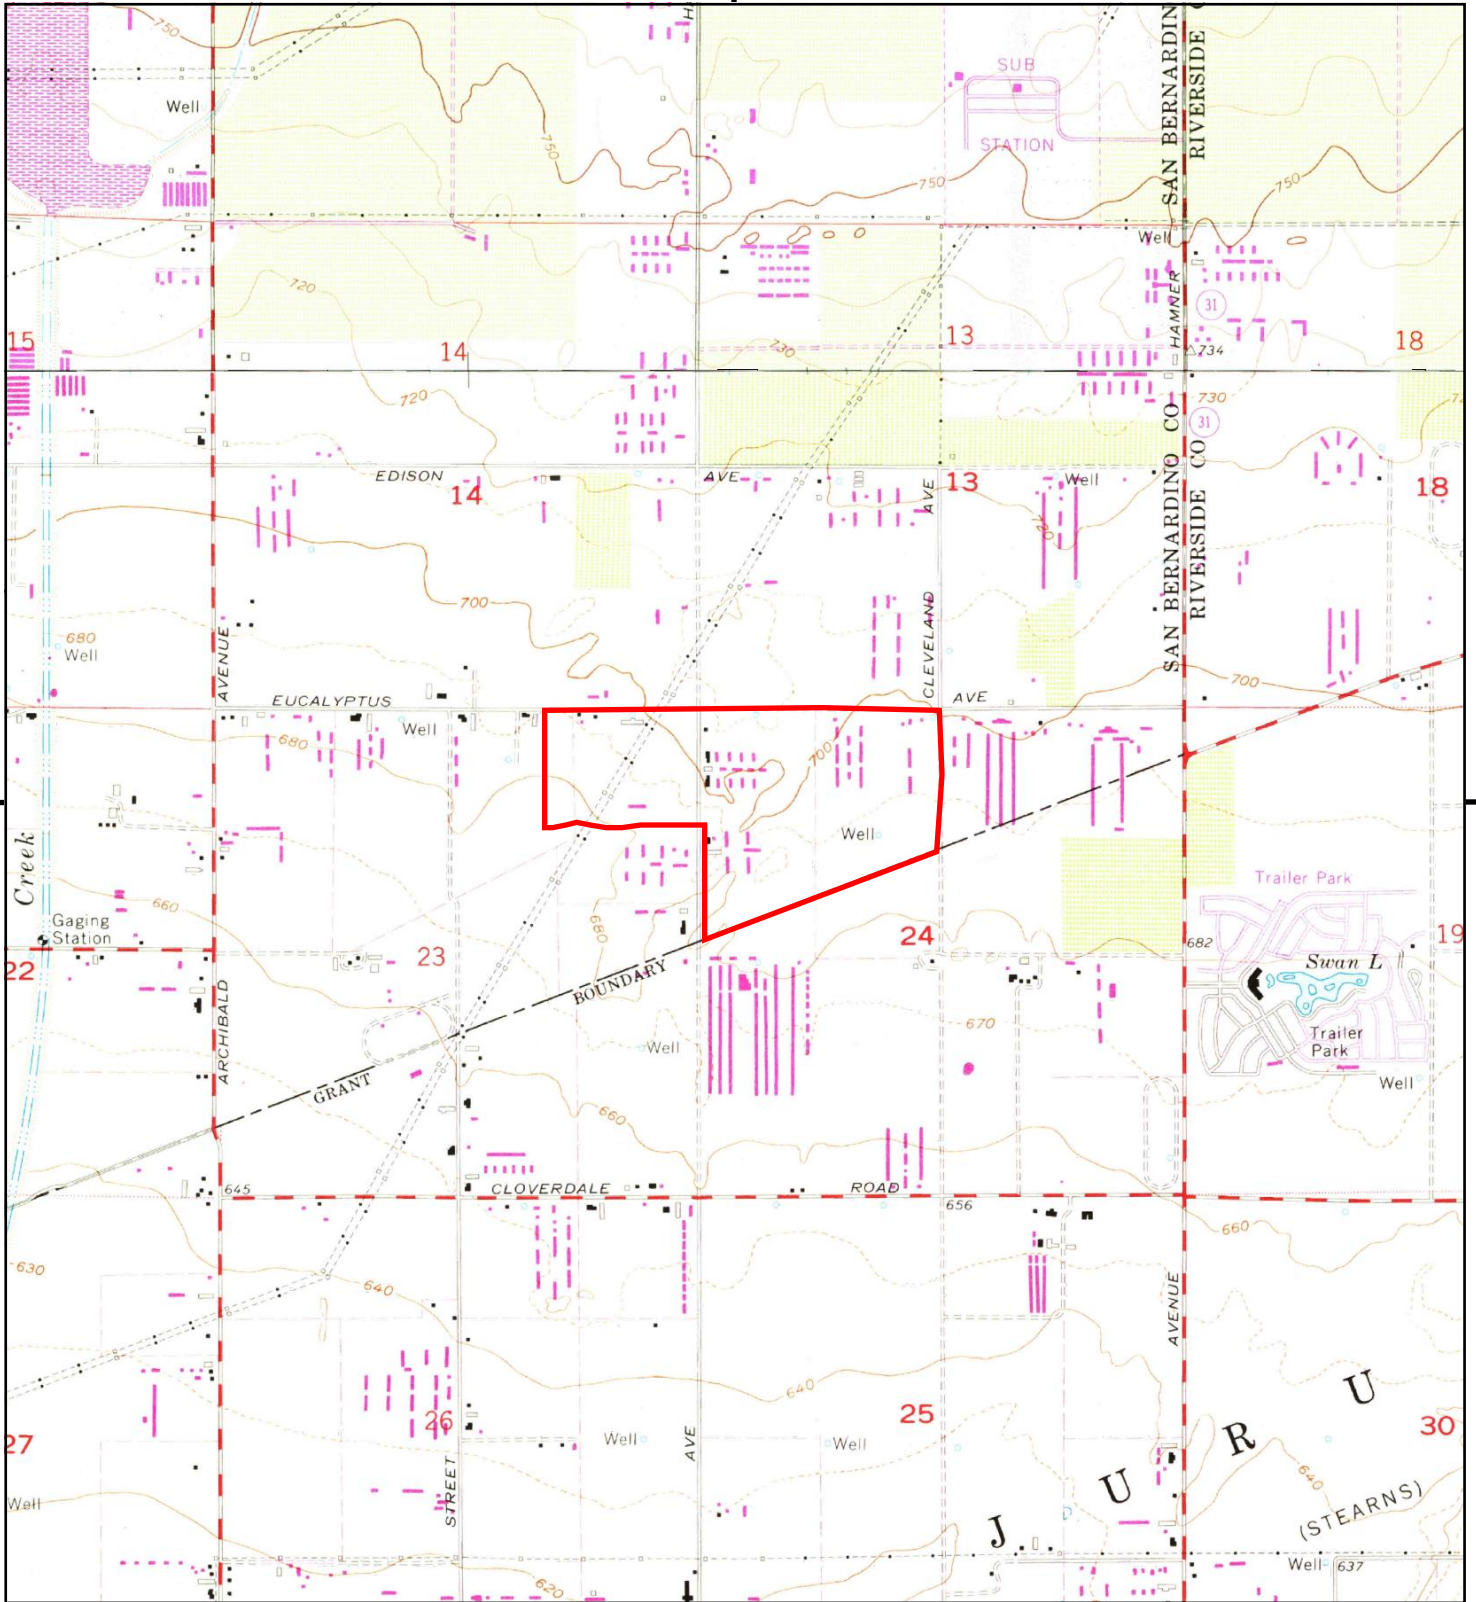 750
SAN BERNARDIN
RIVERSIDE
SUB
STATION
Well
750
750
750
Well
720
HAMNER
31
15
14
730
13
734
18
720
730
31
SAN BERNARDINO CO
RIVERSIDE CO
EDISON
AVE
14
13
Well
18
AVE
720
700
680
Well
AVENUE
CLEVELAND
700
EUCALYPTUS
AVE
Well
680
700
Creek
Well
Trailer Park
660
Gaging
Station
680
24
682
19
23
22
Swan L
BOUNDARY
ARCHIBALD
670
Trailer
Park
Well
Well
GRANT
660
645
CLOVERDALE
ROAD
656
660
630
640
AVENUE
640
U
26
25
30
27
Well
AVE
Well
R
640
Well
STREET
U
(STEARNS)
J
620
Well
637